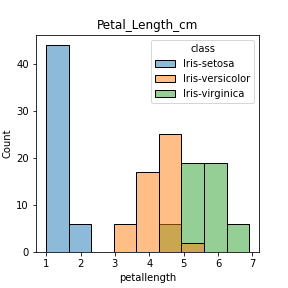 Petal_Length_cm
class
Iris-setosa
Iris-versicolor
Iris-virginica
Count
40
30
20
10
0
1 2 3 4 5 6 7
petallength